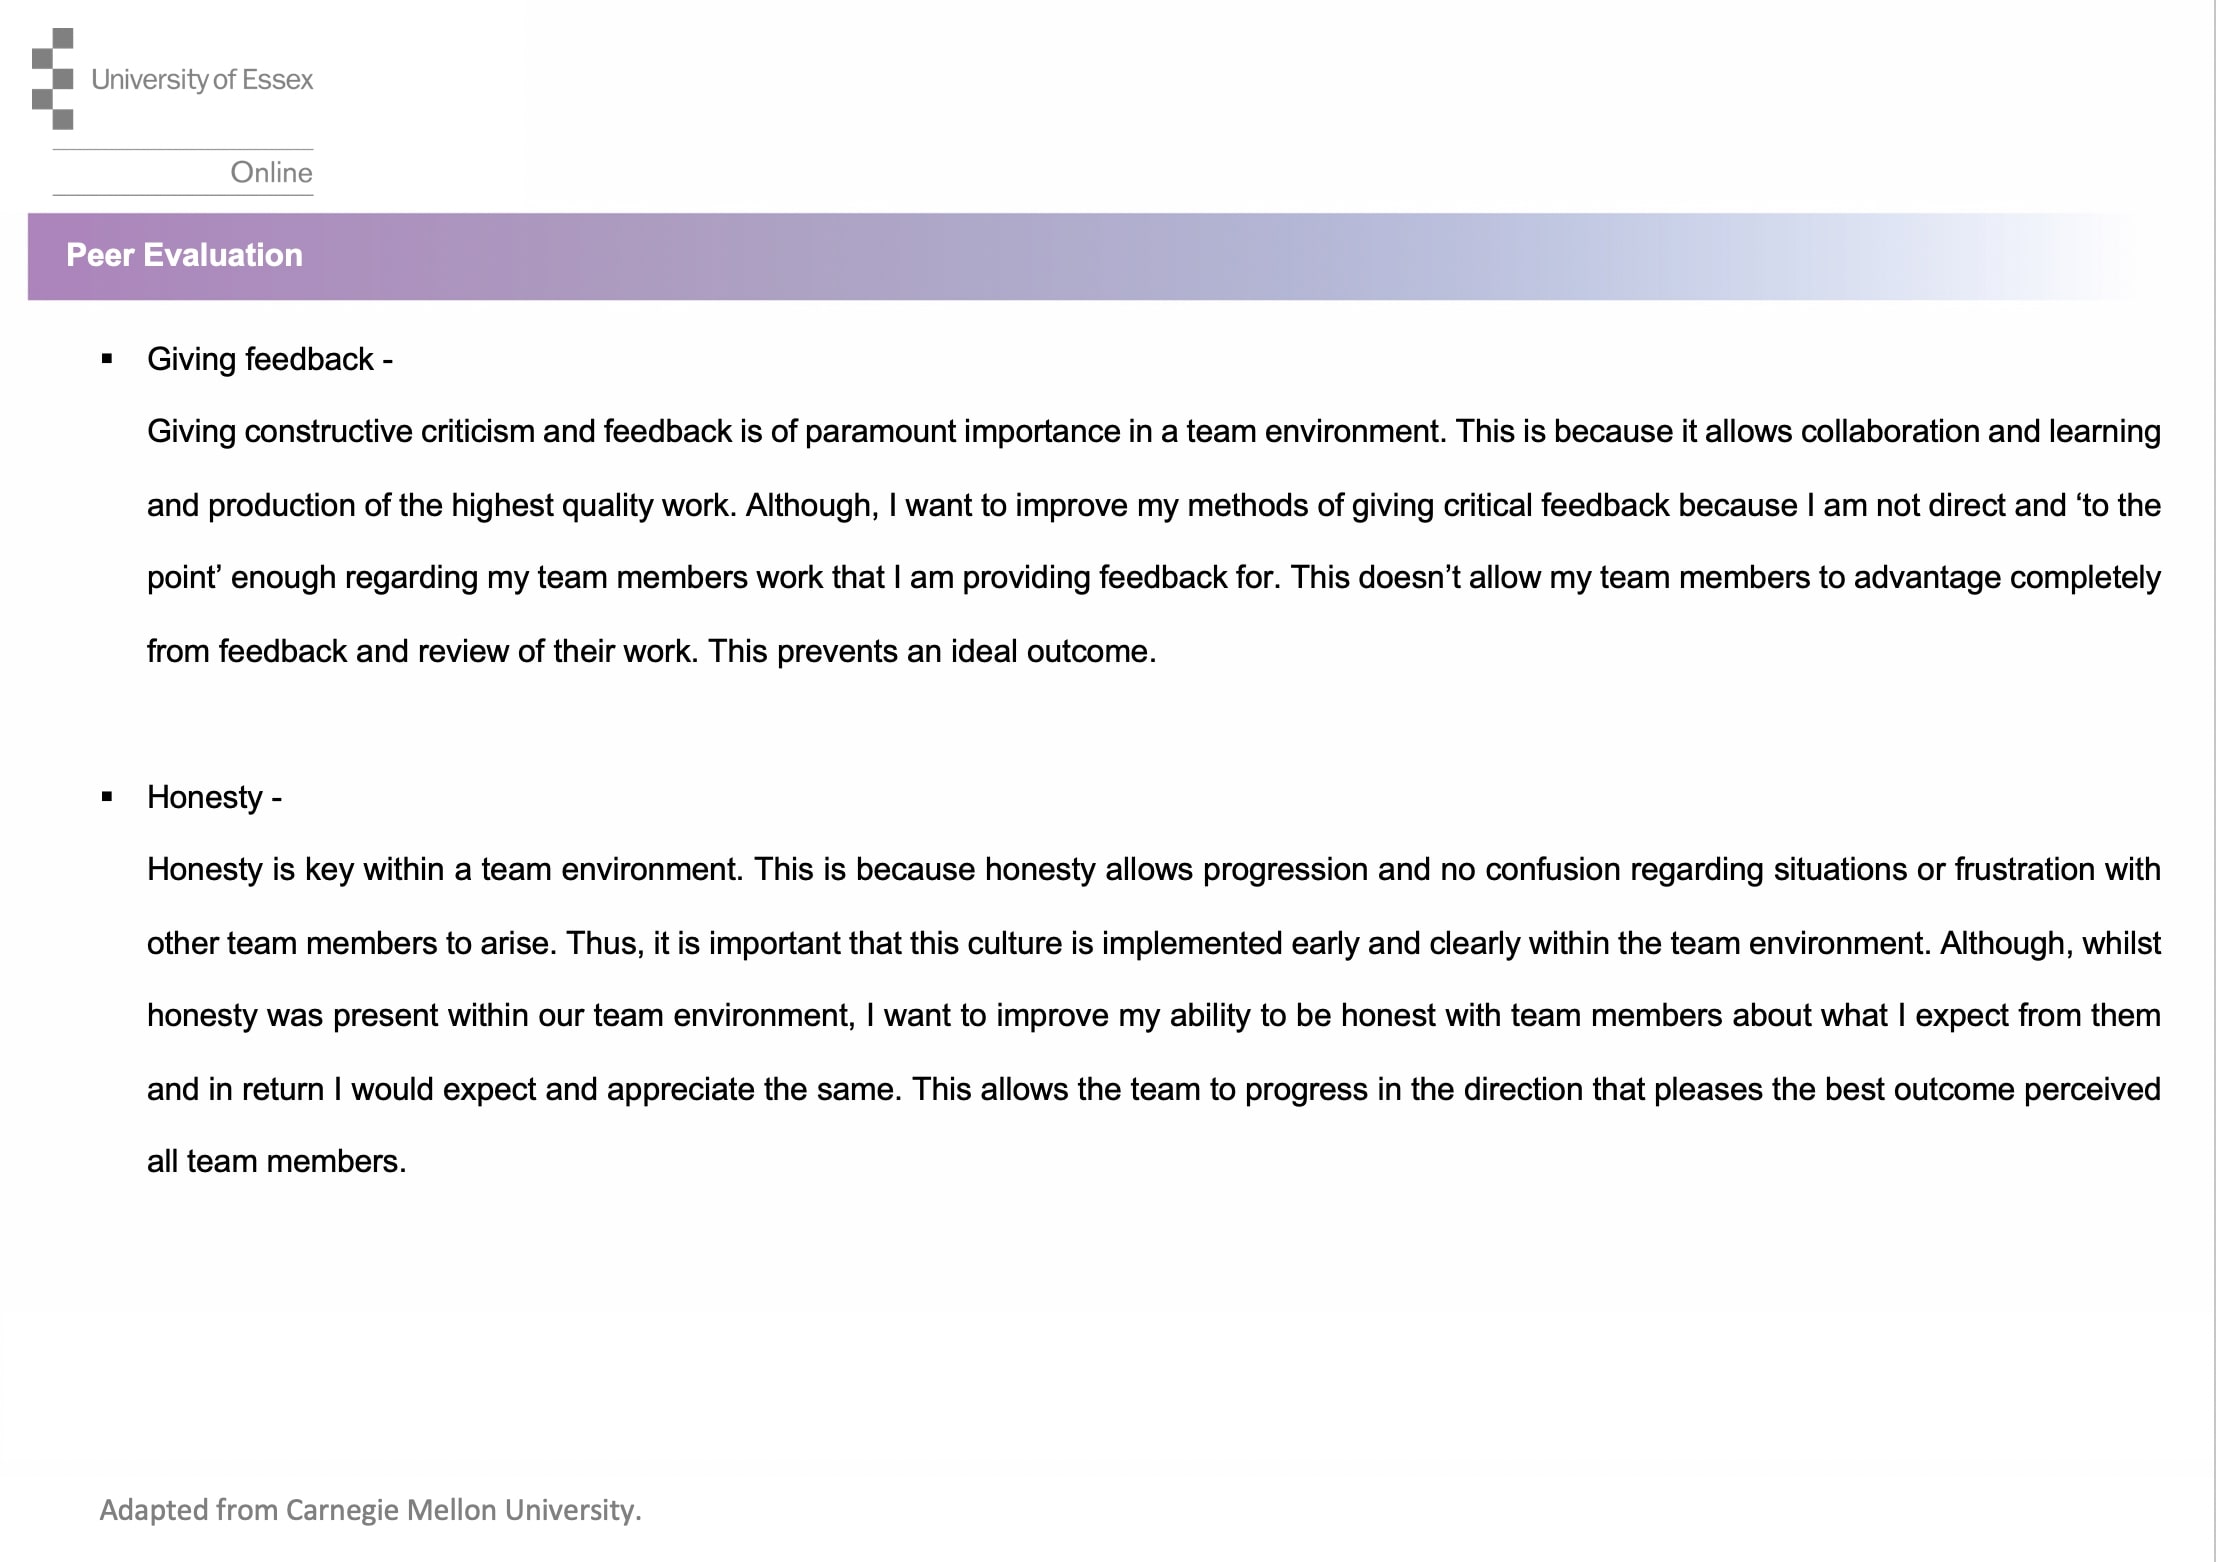 University of Essex
Online
Peer Evaluation
▪ Giving feedback -
Giving constructive criticism and feedback is of paramount importance in a team environment. This is because it allows collaboration and learning
and production of the highest quality work. Although, I want to improve my methods of giving critical feedback because I am not direct and ‘to the
point’ enough regarding my team members work that I am providing feedback for. This doesn’t allow my team members to advantage completely
from feedback and review of their work. This prevents an ideal outcome.
▪ Honesty -
Honesty is key within a team environment. This is because honesty allows progression and no confusion regarding situations or frustration with
other team members to arise. Thus, it is important that this culture is implemented early and clearly within the team environment. Although, whilst
honesty was present within our team environment, I want to improve my ability to be honest with team members about what I expect from them
and in return I would expect and appreciate the same. This allows the team to progress in the direction that pleases the best outcome perceived
all team members.
Adapted from Carnegie Mellon University.